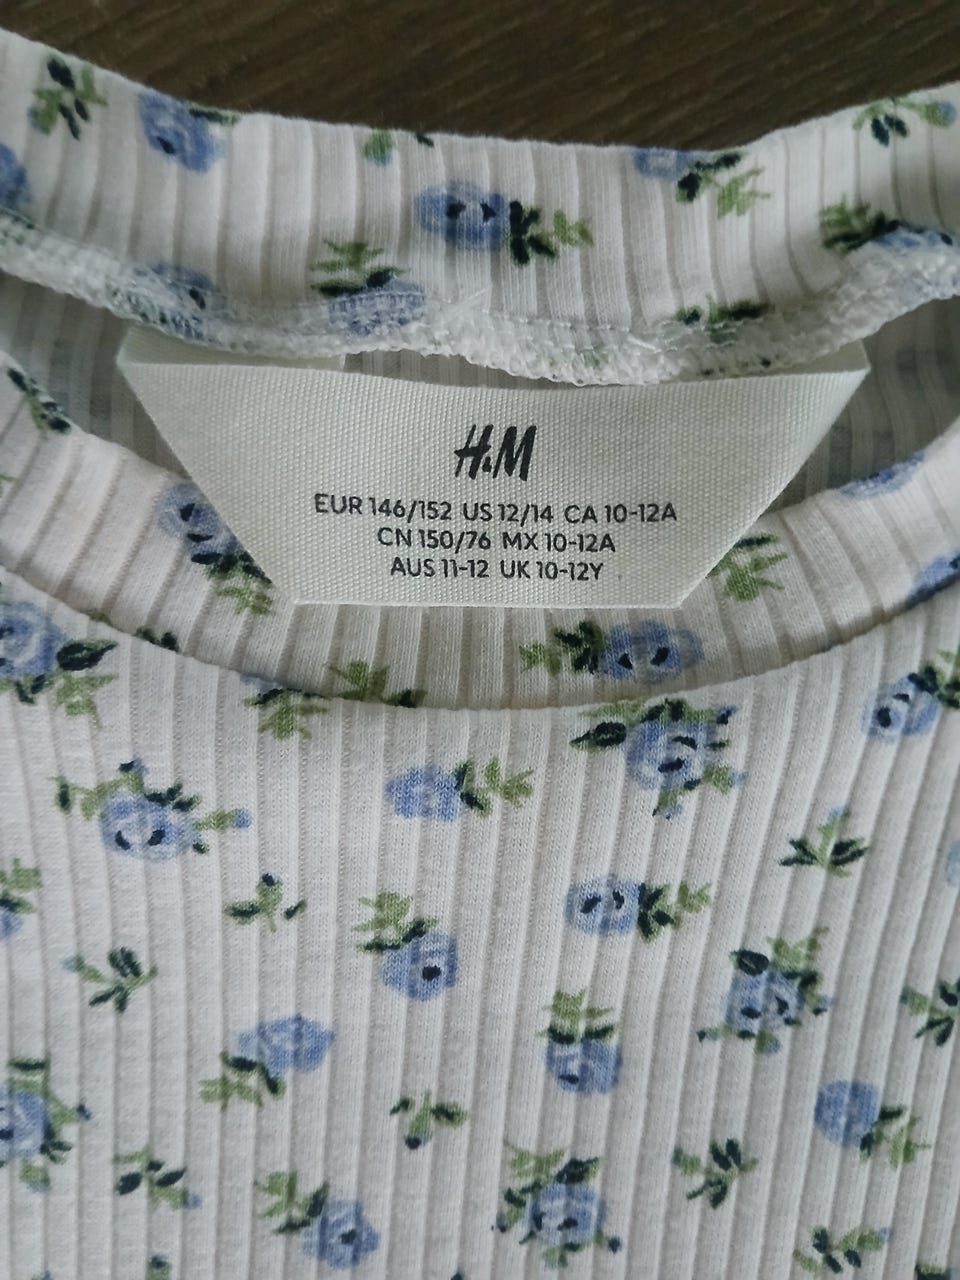 H&M
EUR 146/152 US 12/14 CA 10-12A
CN 150/76 MX 10-12A
AUS 11-12 UK 10-12Y